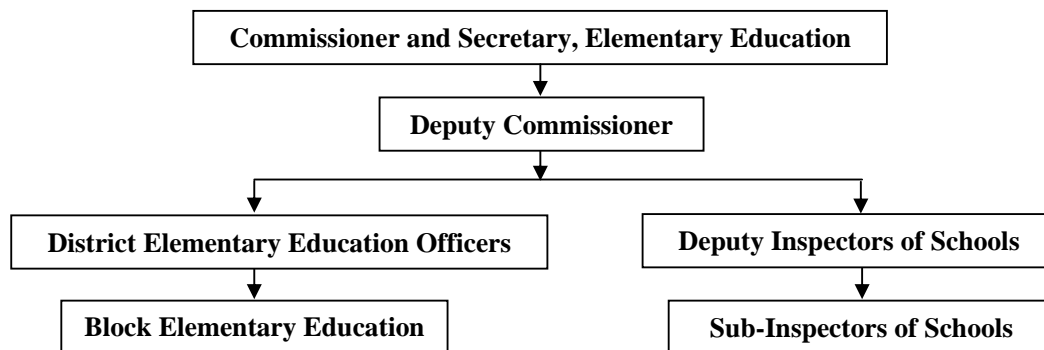 Commissioner and Secretary, Elementary Education
Deputy Commissioner
District Elementary Education Officers
Deputy Inspectors of Schools
Block Elementary Education
Sub-Inspectors of Schools